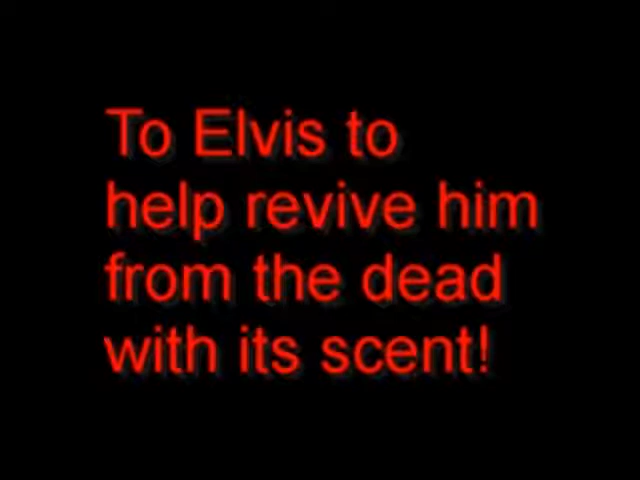 To Elvis to
help revive him
from the dead
with its scent!